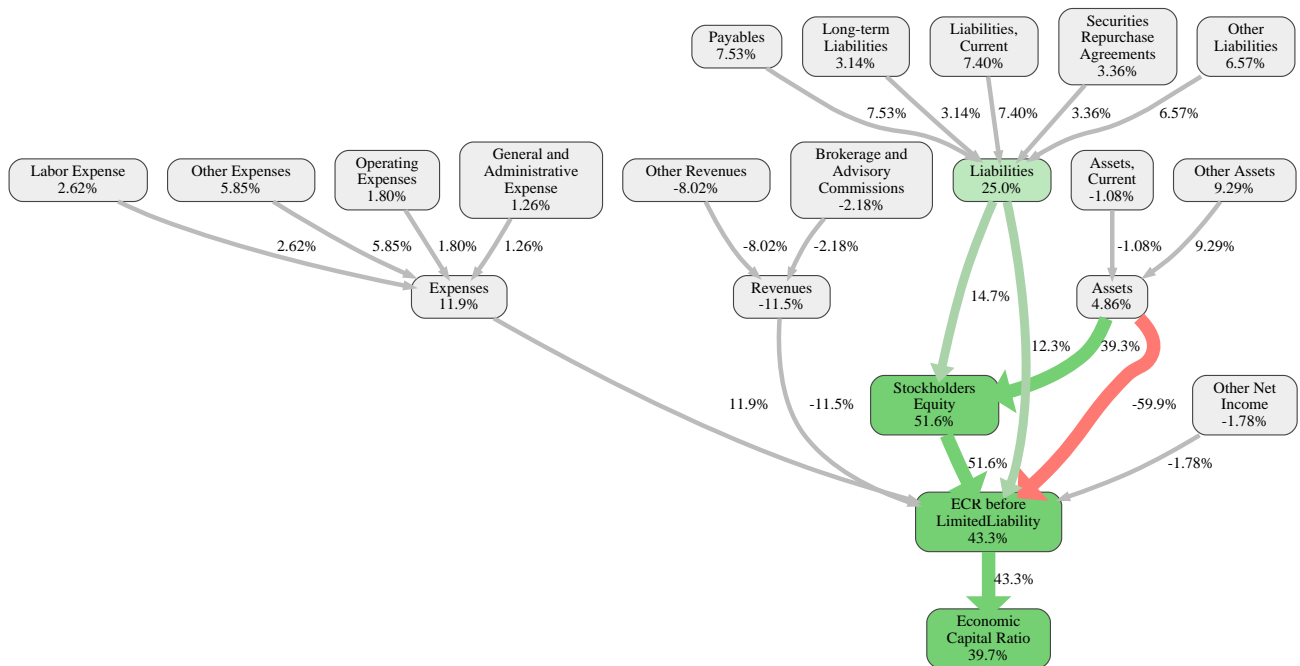 Payables
7.53%
Long-term
Liabilities
3.14%
Liabilities,
Current
7.40%
Securities
Repurchase
Agreements
3.36%
Other
Liabilities
6.57%
7.53%
3.14%
7.40%
3.36%
6.57%
Labor Expense
2.62%
Other Expenses
5.85%
Operating
Expenses
1.80%
General and
Administrative
Expense
1.26%
Other Revenues
-8.02%
Brokerage and
Advisory
Commissions
-2.18%
Liabilities
25.0%
Assets,
Current
-1.08%
Other Assets
9.29%
2.62%
5.85%
1.80%
1.26%
-8.02%
-2.18%
-1.08%
9.29%
Expenses
11.9%
Revenues
-11.5%
Assets
4.86%
14.7%
12.3%
39.3%
Stockholders
Equity
51.6%
Other Net
Income
-1.78%
11.9%
-11.5%
-59.9%
51.6%
-1.78%
ECR before
LimitedLiability
43.3%
43.3%
Economic
Capital Ratio
39.7%